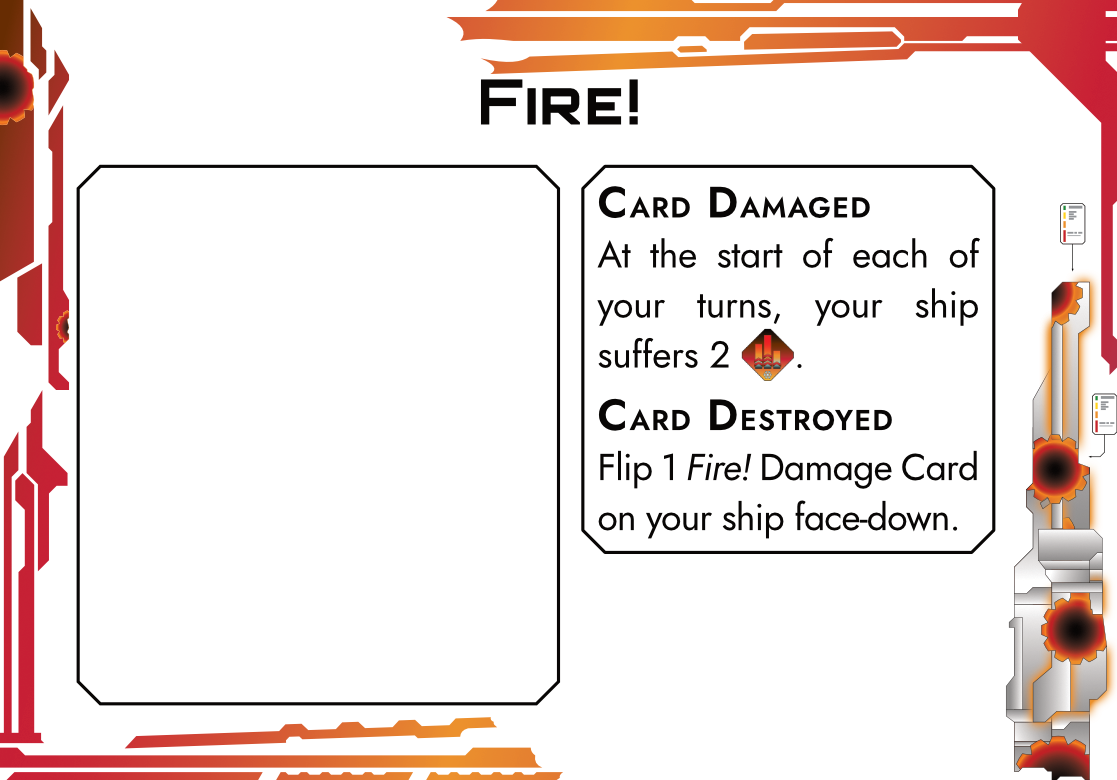 Fire!
Card Damaged
At the start of each of
your turns, your ship
suffers 2 .
Card Destroyed
Flip 1 Fire! Damage Card
on your ship face-down.